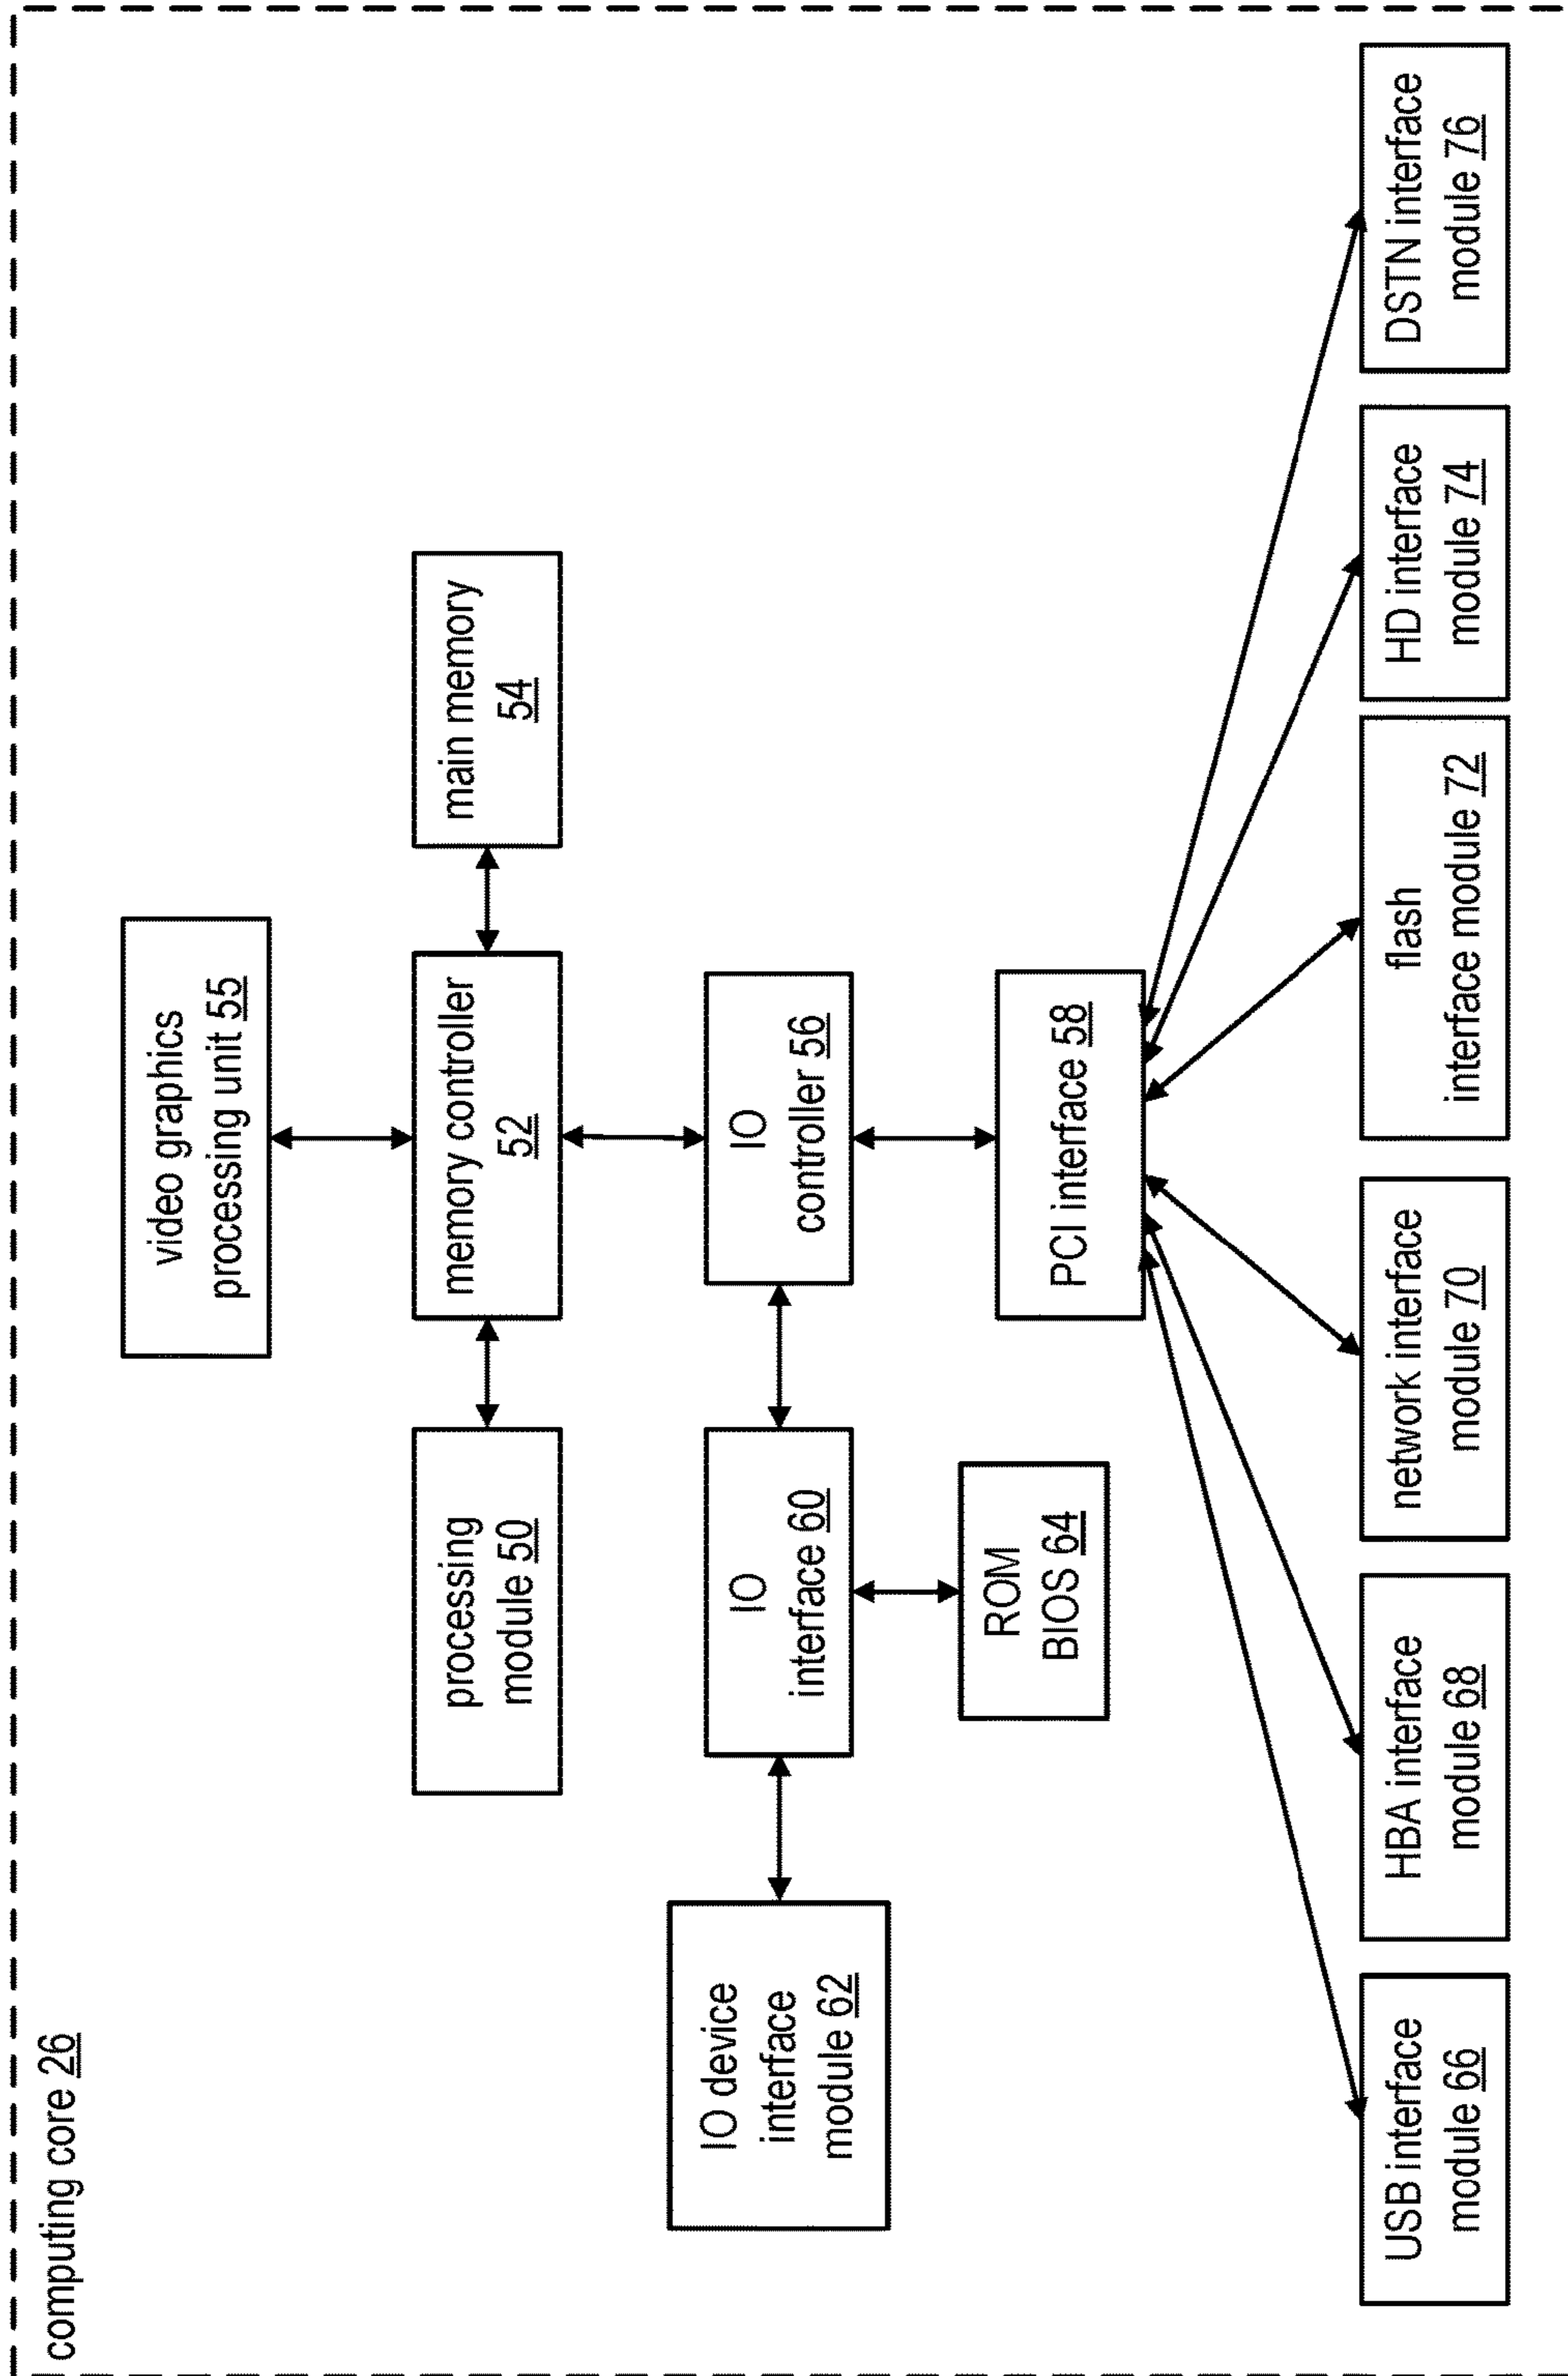 computing core 26
video graphics
processing unit 55
processing
module 50
memory controller
52
main memory
54
IO device
interface
module 62
IO
interface 60
IO
controller 56
ROM
BIOS 64
PCI interface 58
USB interface
module 66
HBA interface
module 68
network interface
module 70
flash
interface module 72
HD interface
module 74
DSTN interface
module 76